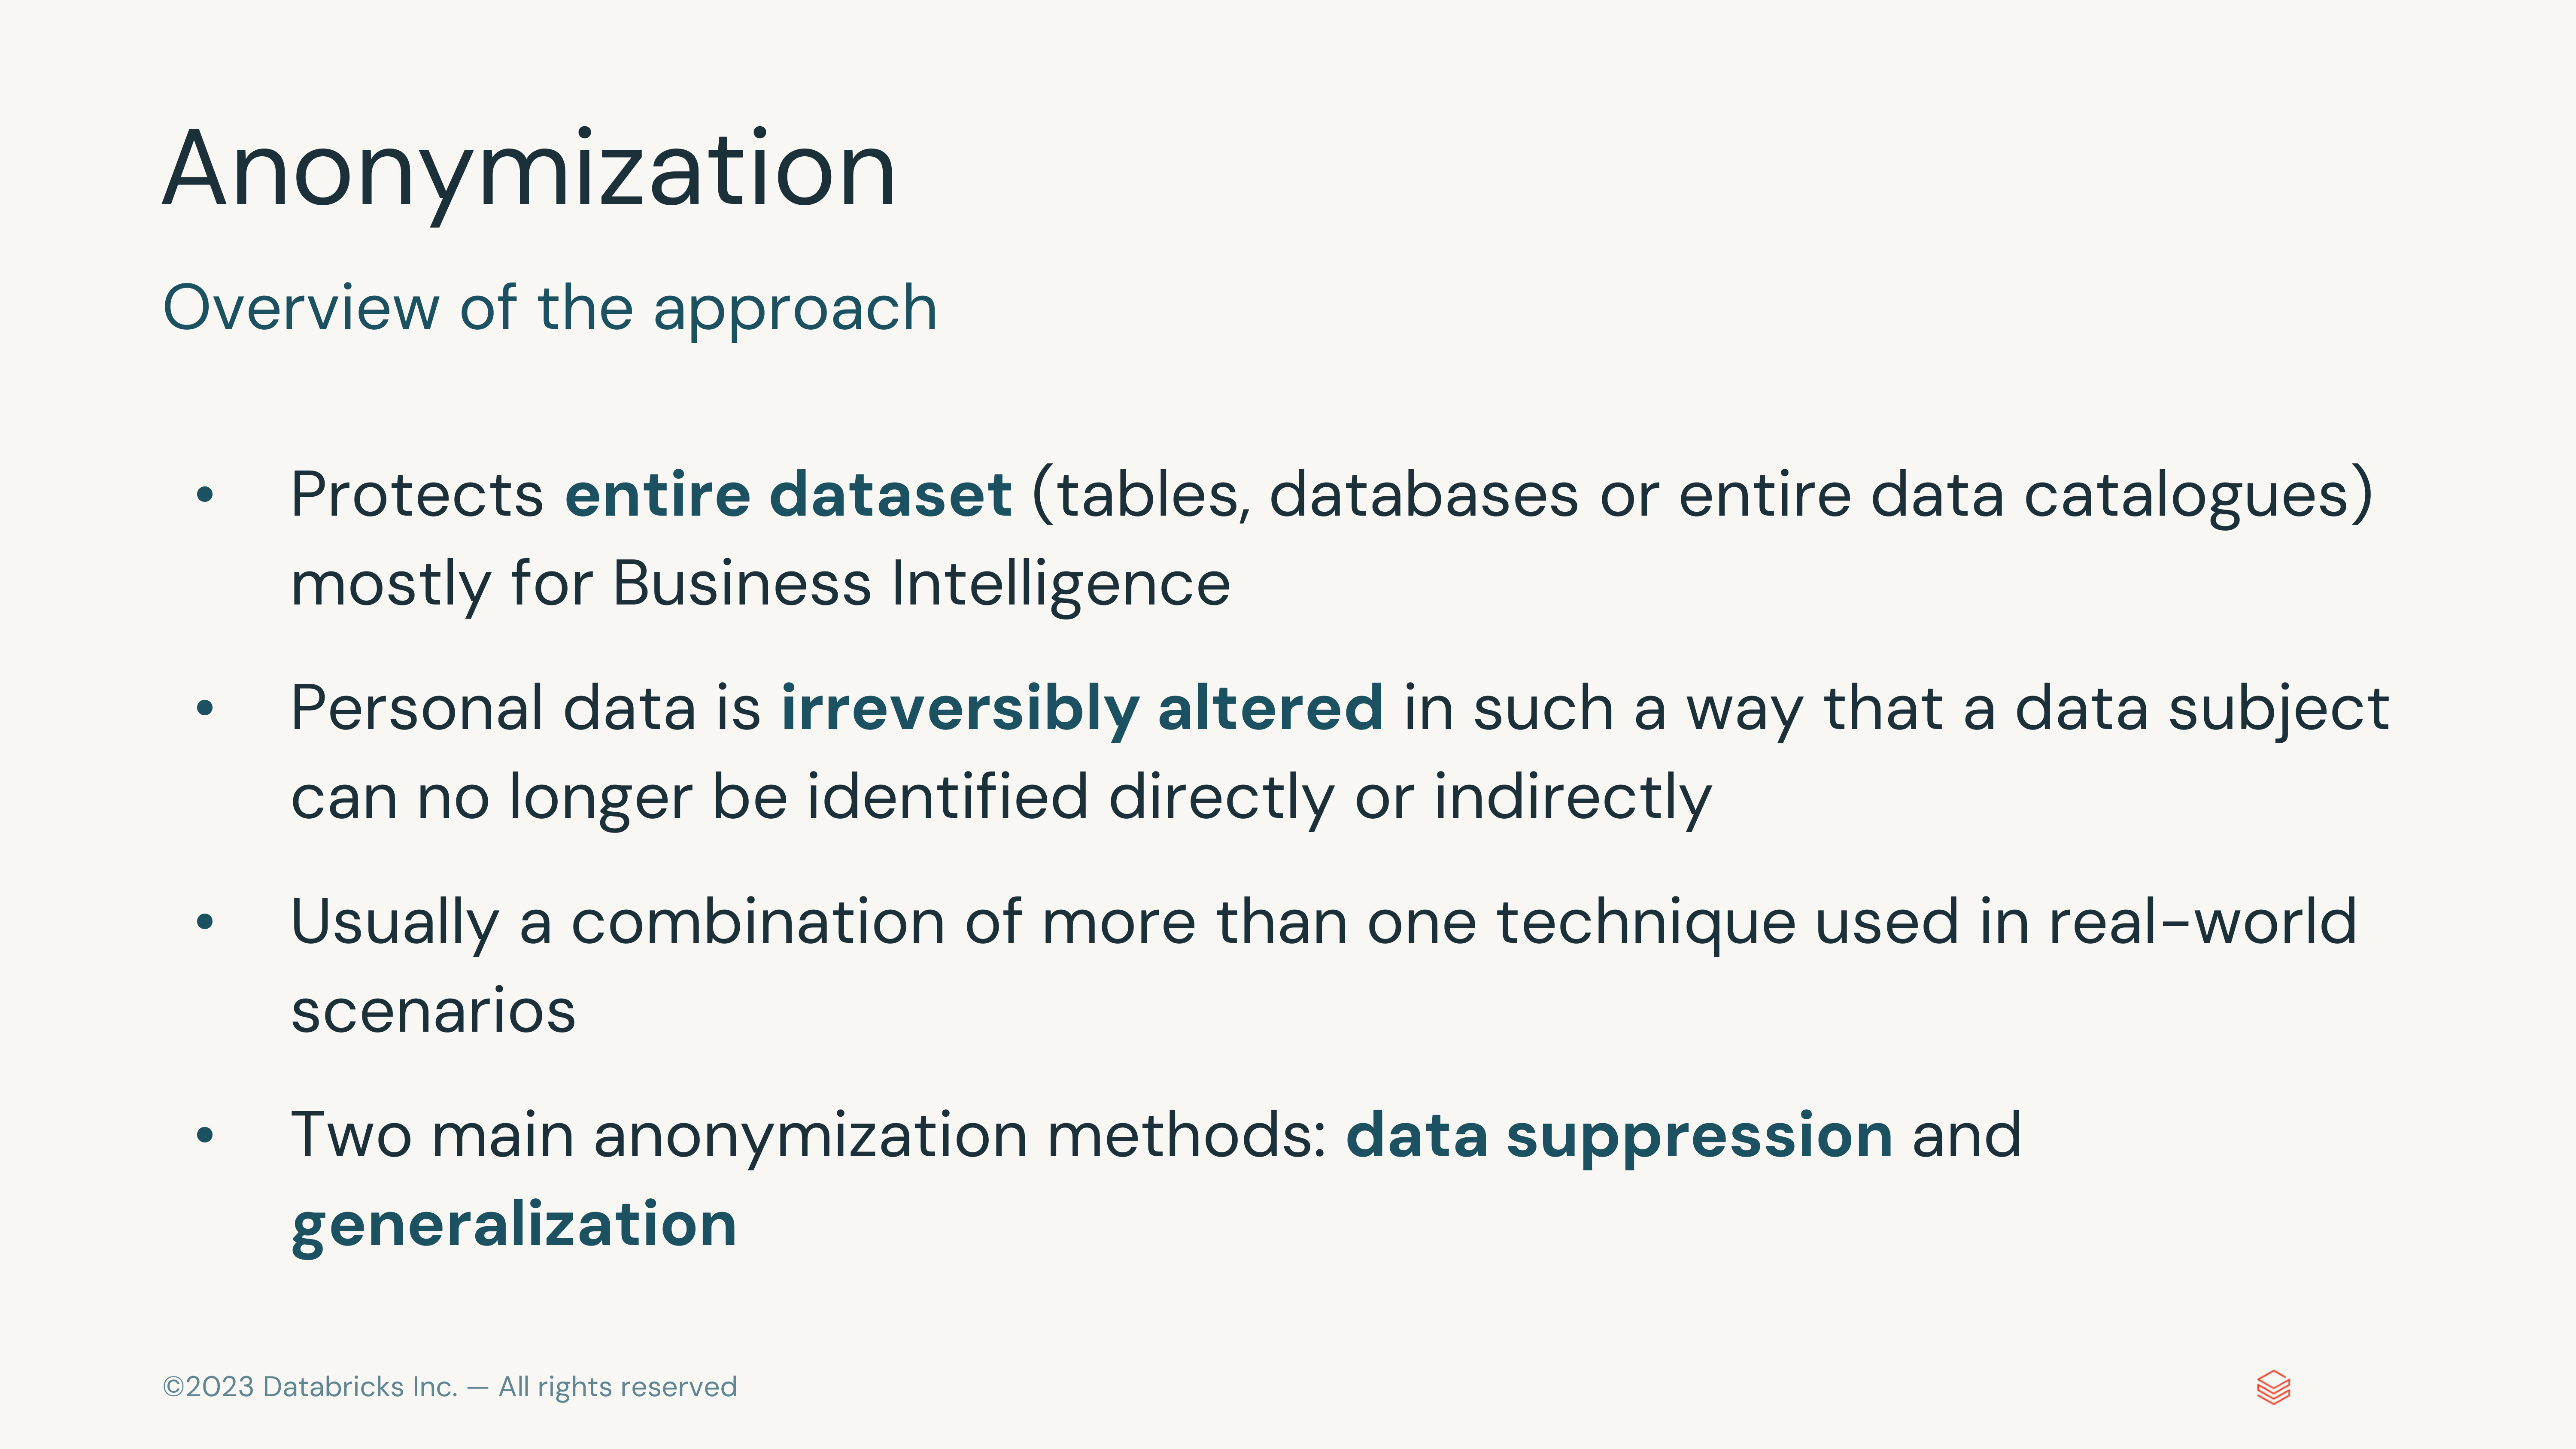 Anonymization
Overview of the approach
• Protects entire dataset (tables, databases or entire data catalogues)
mostly for Business Intelligence
• Personal data is irreversibly altered in such a way that a data subject
can no longer be identified directly or indirectly
• Usually a combination of more than one technique used in real-world
scenarios
• Two main anonymization methods: data suppression and
generalization
©2023 Databricks Inc. — All rights reserved